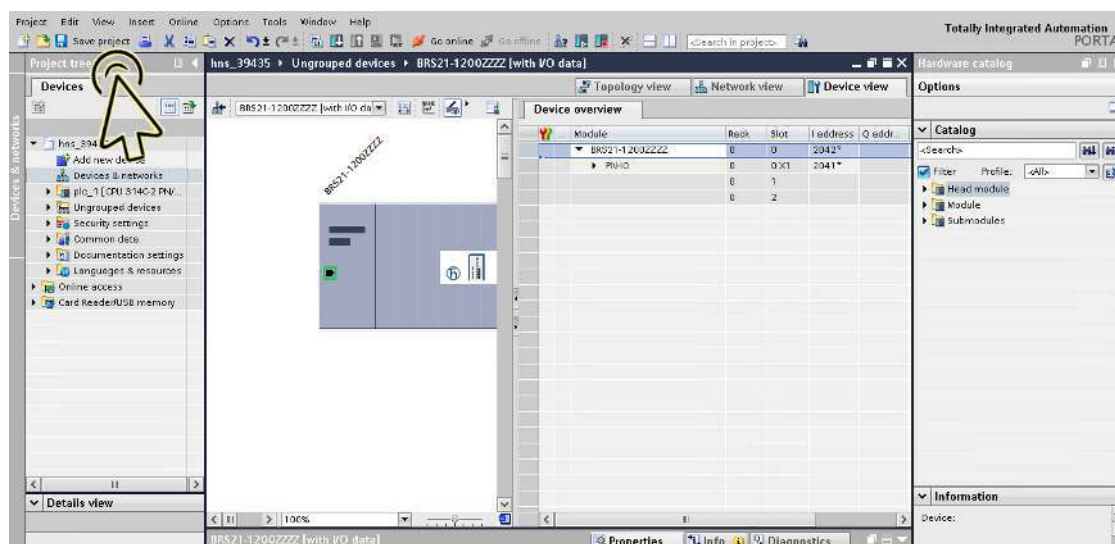 Project Edit View Insert Online Options Tools Window Help
Totally Integrated Automation
PORTA
Save project Go online Go offline <Search in project>
Project tree
hns_39435 ▸ Ungrouped devices ▸ BRS21-1200ZZZZ [with I/O data]
Hardware catalog
Devices
Topology view Network view Device view
Options
BRS21-1200ZZZZ [with I/O da
Device overview
Module Rack Slot I address Q addr...
Catalog
BRS21-1200ZZZZ 0 0 2042*
<Search>
PN-IO 0 0 X1 2041*
Filter Profile: <All>
0 1
Head module
0 2
Module
Submodules
BRS21-1200ZZZZ
Devices & networks
hns_394
Add new de
Devices & networks
plc_1 [CPU 314C-2 PN/...
Ungrouped devices
Security settings
Common data
Documentation settings
Languages & resources
Online access
Card Reader/USB memory
Details view
100%
Information
Device:
BRS21-1200ZZZZ [with I/O data]
Properties Info Diagnostics